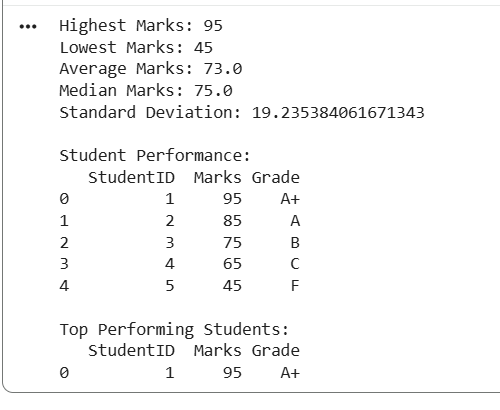 Highest Marks: 95
Lowest Marks: 45
Average Marks: 73.0
Median Marks: 75.0
Standard Deviation: 19.235384061671343

Student Performance:
   StudentID  Marks Grade
0          1     95    A+
1          2     85     A
2          3     75     B
3          4     65     C
4          5     45     F

Top Performing Students:
   StudentID  Marks Grade
0          1     95    A+